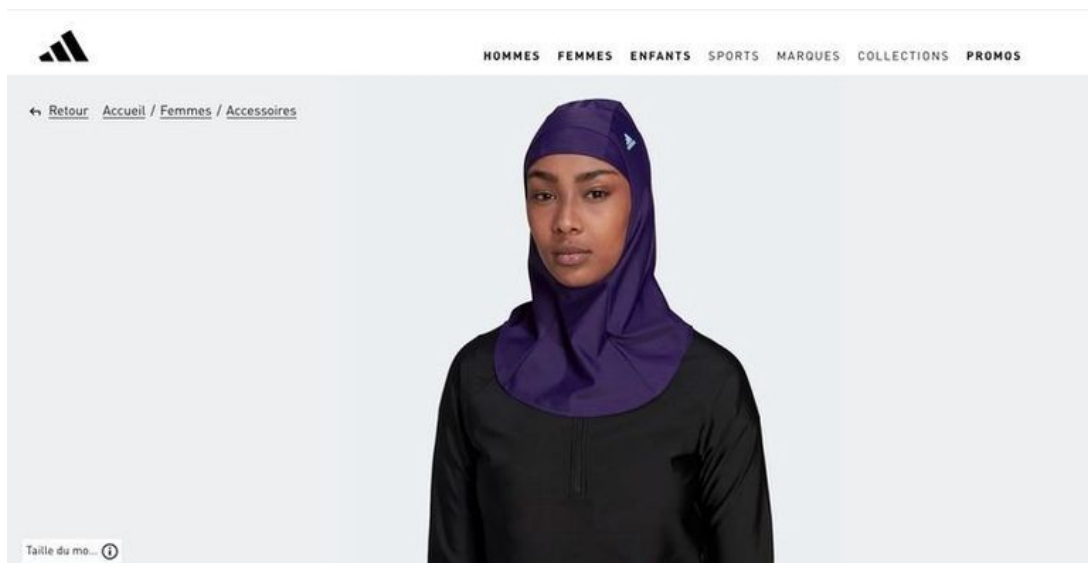 HOMMES FEMMES ENFANTS SPORTS MARQUES COLLECTIONS PROMOS
Retour Accueil / Femmes / Accessoires
Taille du mo...